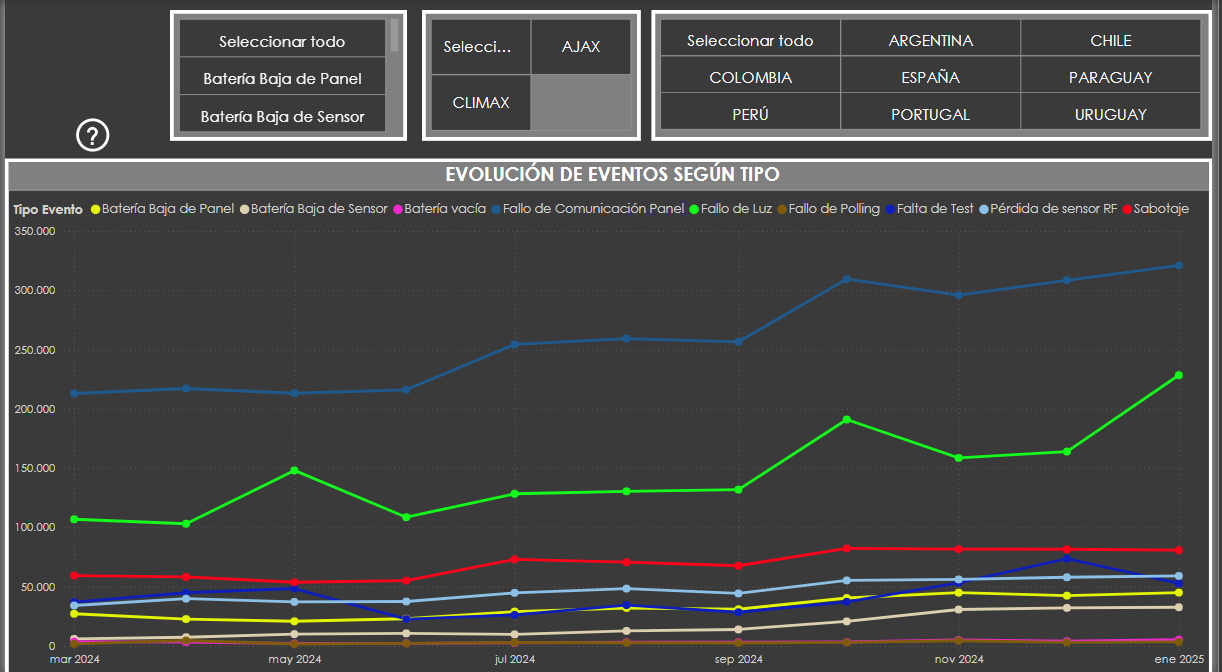 Seleccionar todo
Batería Baja de Panel
Batería Baja de Sensor
Selecci...
AJAX
CLIMAX
Seleccionar todo
ARGENTINA
CHILE
COLOMBIA
ESPAÑA
PARAGUAY
PERÚ
PORTUGAL
URUGUAY
?
EVOLUCIÓN DE EVENTOS SEGÚN TIPO
Tipo Evento Batería Baja de Panel Batería Baja de Sensor Batería vacía Fallo de Comunicación Panel Fallo de Luz Fallo de Polling Falta de Test Pérdida de sensor RF Sabotaje
350.000
300.000
250.000
200.000
150.000
100.000
50.000
0
mar 2024 may 2024 jul 2024 sep 2024 nov 2024 ene 2025